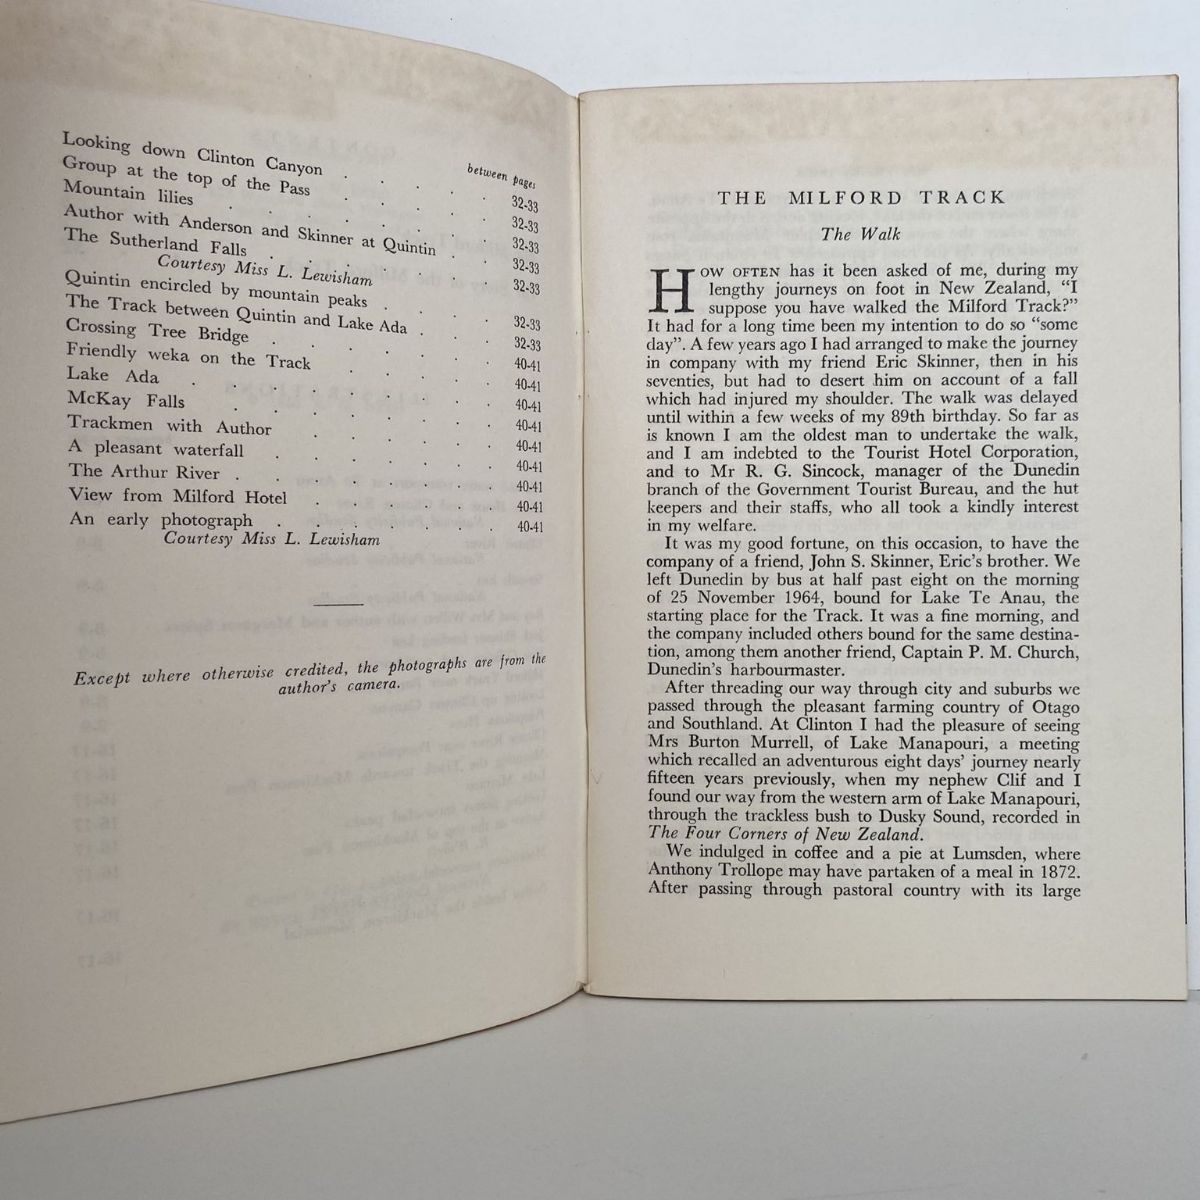 between pages
Looking down Clinton Canyon . . . . . 32-33
Group at the top of the Pass . . . . . 32-33
Mountain lilies . . . . . . . 32-33
Author with Anderson and Skinner at Quintin . . 32-33
The Sutherland Falls . . . . . . 32-33
Courtesy Miss L. Lewisham
Quintin encircled by mountain peaks . . . . 32-33
The Track between Quintin and Lake Ada . . . 32-33
Crossing Tree Bridge . . . . . . 40-41
Friendly weka on the Track . . . . . 40-41
Lake Ada . . . . . . . . 40-41
McKay Falls . . . . . . . 40-41
Trackmen with Author . . . . . 40-41
A pleasant waterfall . . . . . . 40-41
The Arthur River . . . . . . . 40-41
View from Milford Hotel . . . . . 40-41
An early photograph . . . . . . 40-41
Courtesy Miss L. Lewisham
Except where otherwise credited, the photographs are from the
author's camera.
THE MILFORD TRACK
The Walk
HOW OFTEN has it been asked of me, during my
lengthy journeys on foot in New Zealand, “I
suppose you have walked the Milford Track?”
It had for a long time been my intention to do so “some
day”. A few years ago I had arranged to make the journey
in company with my friend Eric Skinner, then in his
seventies, but had to desert him on account of a fall
which had injured my shoulder. The walk was delayed
until within a few weeks of my 89th birthday. So far as
is known I am the oldest man to undertake the walk,
and I am indebted to the Tourist Hotel Corporation,
and to Mr R. G. Sincock, manager of the Dunedin
branch of the Government Tourist Bureau, and the hut
keepers and their staffs, who all took a kindly interest
in my welfare.
It was my good fortune, on this occasion, to have the
company of a friend, John S. Skinner, Eric's brother. We
left Dunedin by bus at half past eight on the morning
of 25 November 1964, bound for Lake Te Anau, the
starting place for the Track. It was a fine morning, and
the company included others bound for the same destina-
tion, among them another friend, Captain P. M. Church,
Dunedin's harbourmaster.
After threading our way through city and suburbs we
passed through the pleasant farming country of Otago
and Southland. At Clinton I had the pleasure of seeing
Mrs Burton Murrell, of Lake Manapouri, a meeting
which recalled an adventurous eight days' journey nearly
fifteen years previously, when my nephew Clif and I
found our way from the western arm of Lake Manapouri,
through the trackless bush to Dusky Sound, recorded in
The Four Corners of New Zealand.
We indulged in coffee and a pie at Lumsden, where
Anthony Trollope may have partaken of a meal in 1872.
After passing through pastoral country with its large